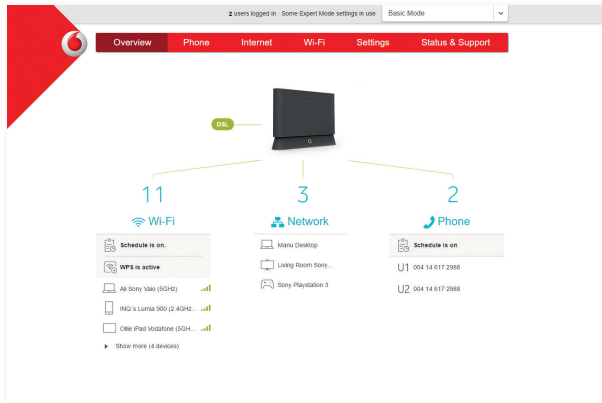 2 users logged in - Some Expert Mode settings in use
Basic Mode
Overview Phone Internet Wi-Fi Settings Status & Support
DSL
11 3 2
Wi-Fi Network Phone
Schedule is on. Manu Desktop Schedule is on
WPS is active Living Room Sony... U1 004 14 617 2988
Ali Sony Vaio (5GHz) Sony Playstation 3 U2 004 14 617 2988
INQ's Lumia 900 (2.4GHz...
Ollie iPad Vodafone (5GH...
Show more (4 devices)